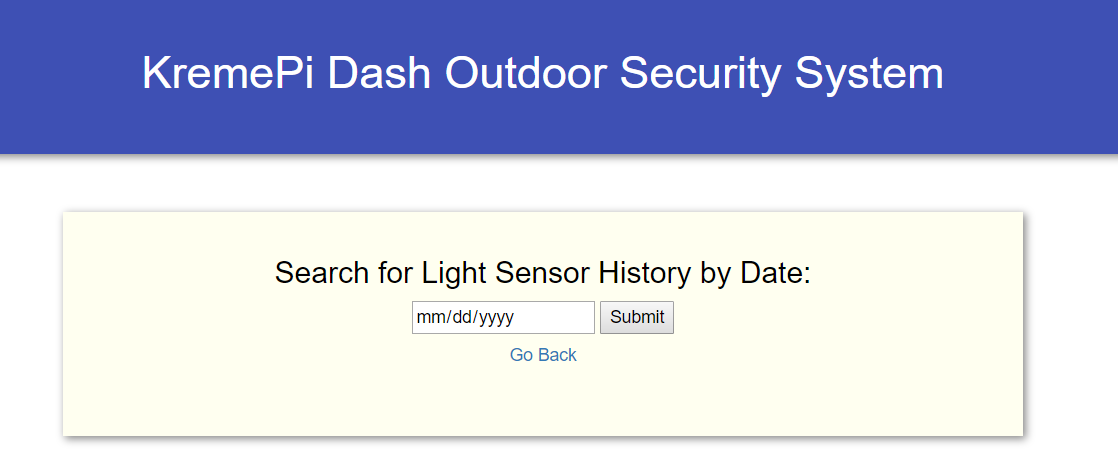 KremePi Dash Outdoor Security System
Search for Light Sensor History by Date:
mm/dd/yyyy Submit
Go Back